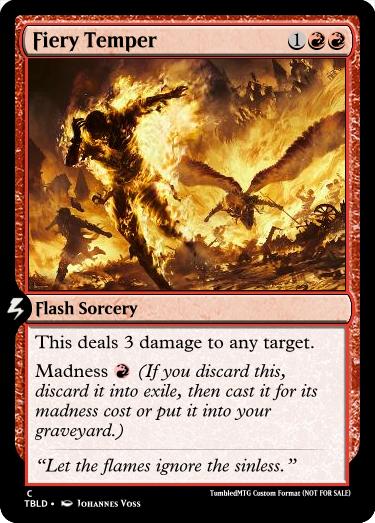 Fiery Temper 1
Flash Sorcery
This deals 3 damage to any target.
Madness (If you discard this,
discard it into exile, then cast it for its
madness cost or put it into your
graveyard.)
"Let the flames ignore the sinless."
C
TBLD • Johannes Voss
TumbledMTG Custom Format (NOT FOR SALE)